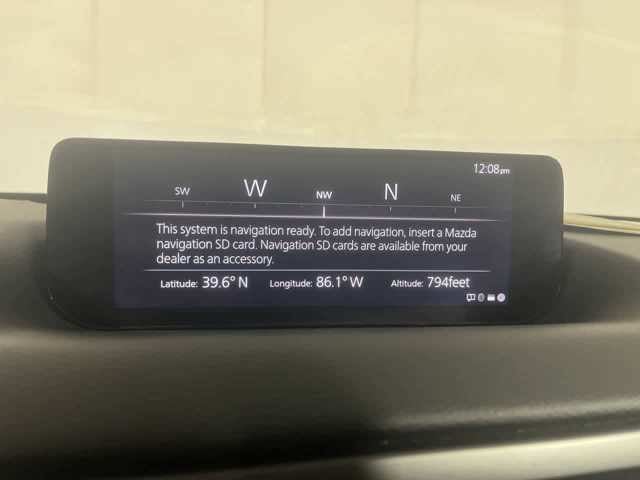 12:08pm
SW W NW N NE
This system is navigation ready. To add navigation, insert a Mazda
navigation SD card. Navigation SD cards are available from your
dealer as an accessory.
Latitude: 39.6° N Longitude: 86.1° W Altitude: 794feet